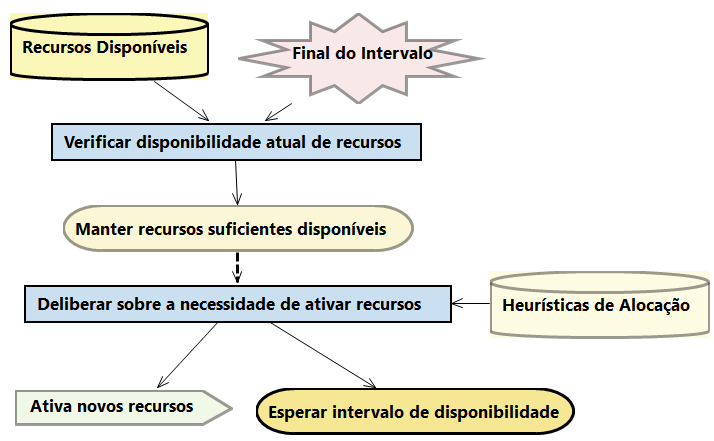 Recursos Disponíveis
Final do Intervalo
Verificar disponibilidade atual de recursos
Manter recursos suficientes disponíveis
Deliberar sobre a necessidade de ativar recursos
Heurísticas de Alocação
Ativa novos recursos
Esperar intervalo de disponibilidade